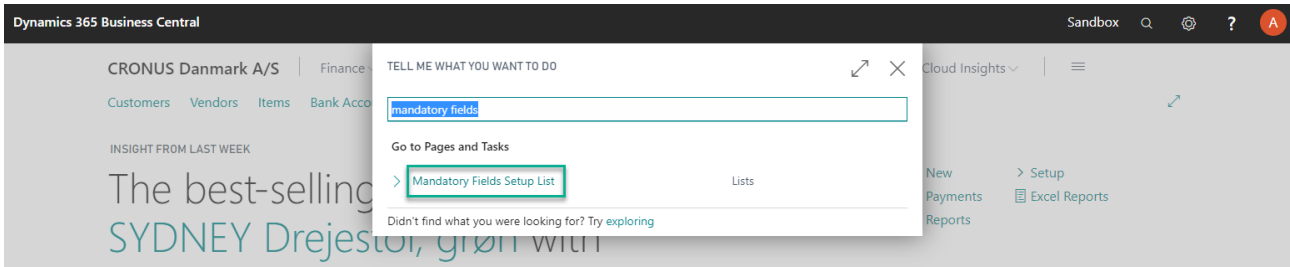 Dynamics 365 Business Central Sandbox ? A
CRONUS Danmark A/S Finance Cloud Insights
Customers Vendors Items Bank Acco
TELL ME WHAT YOU WANT TO DO
mandatory fields
Go to Pages and Tasks
Mandatory Fields Setup List Lists
Didn't find what you were looking for? Try exploring
INSIGHT FROM LAST WEEK
The best-selling
SYDNEY Drejestol, grøn with
New > Setup
Payments Excel Reports
Reports